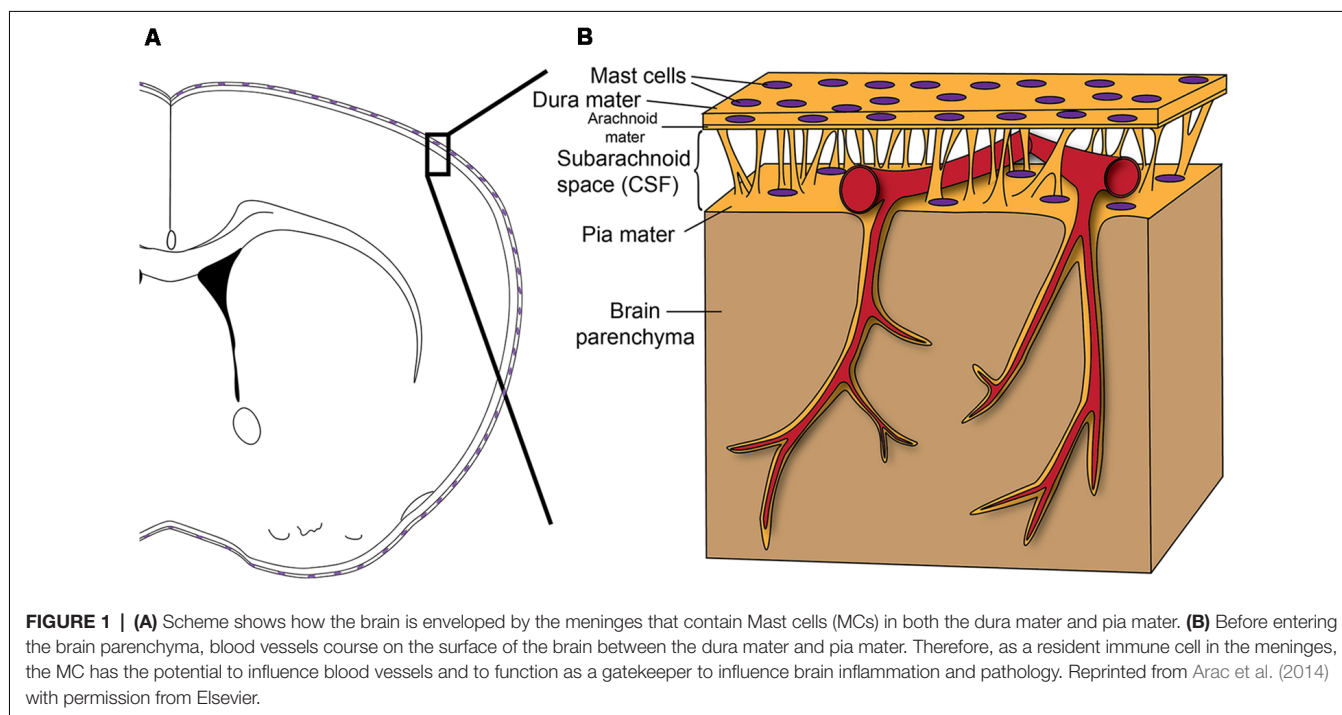 A
B
Mast cells
Dura mater
Arachnoid
mater
Subarachnoid
space (CSF)
Pia mater
Brain
parenchyma
FIGURE 1 | (A) Scheme shows how the brain is enveloped by the meninges that contain Mast cells (MCs) in both the dura mater and pia mater. (B) Before entering
the brain parenchyma, blood vessels course on the surface of the brain between the dura mater and pia mater. Therefore, as a resident immune cell in the meninges,
the MC has the potential to influence blood vessels and to function as a gatekeeper to influence brain inflammation and pathology. Reprinted from Arac et al. (2014)
with permission from Elsevier.